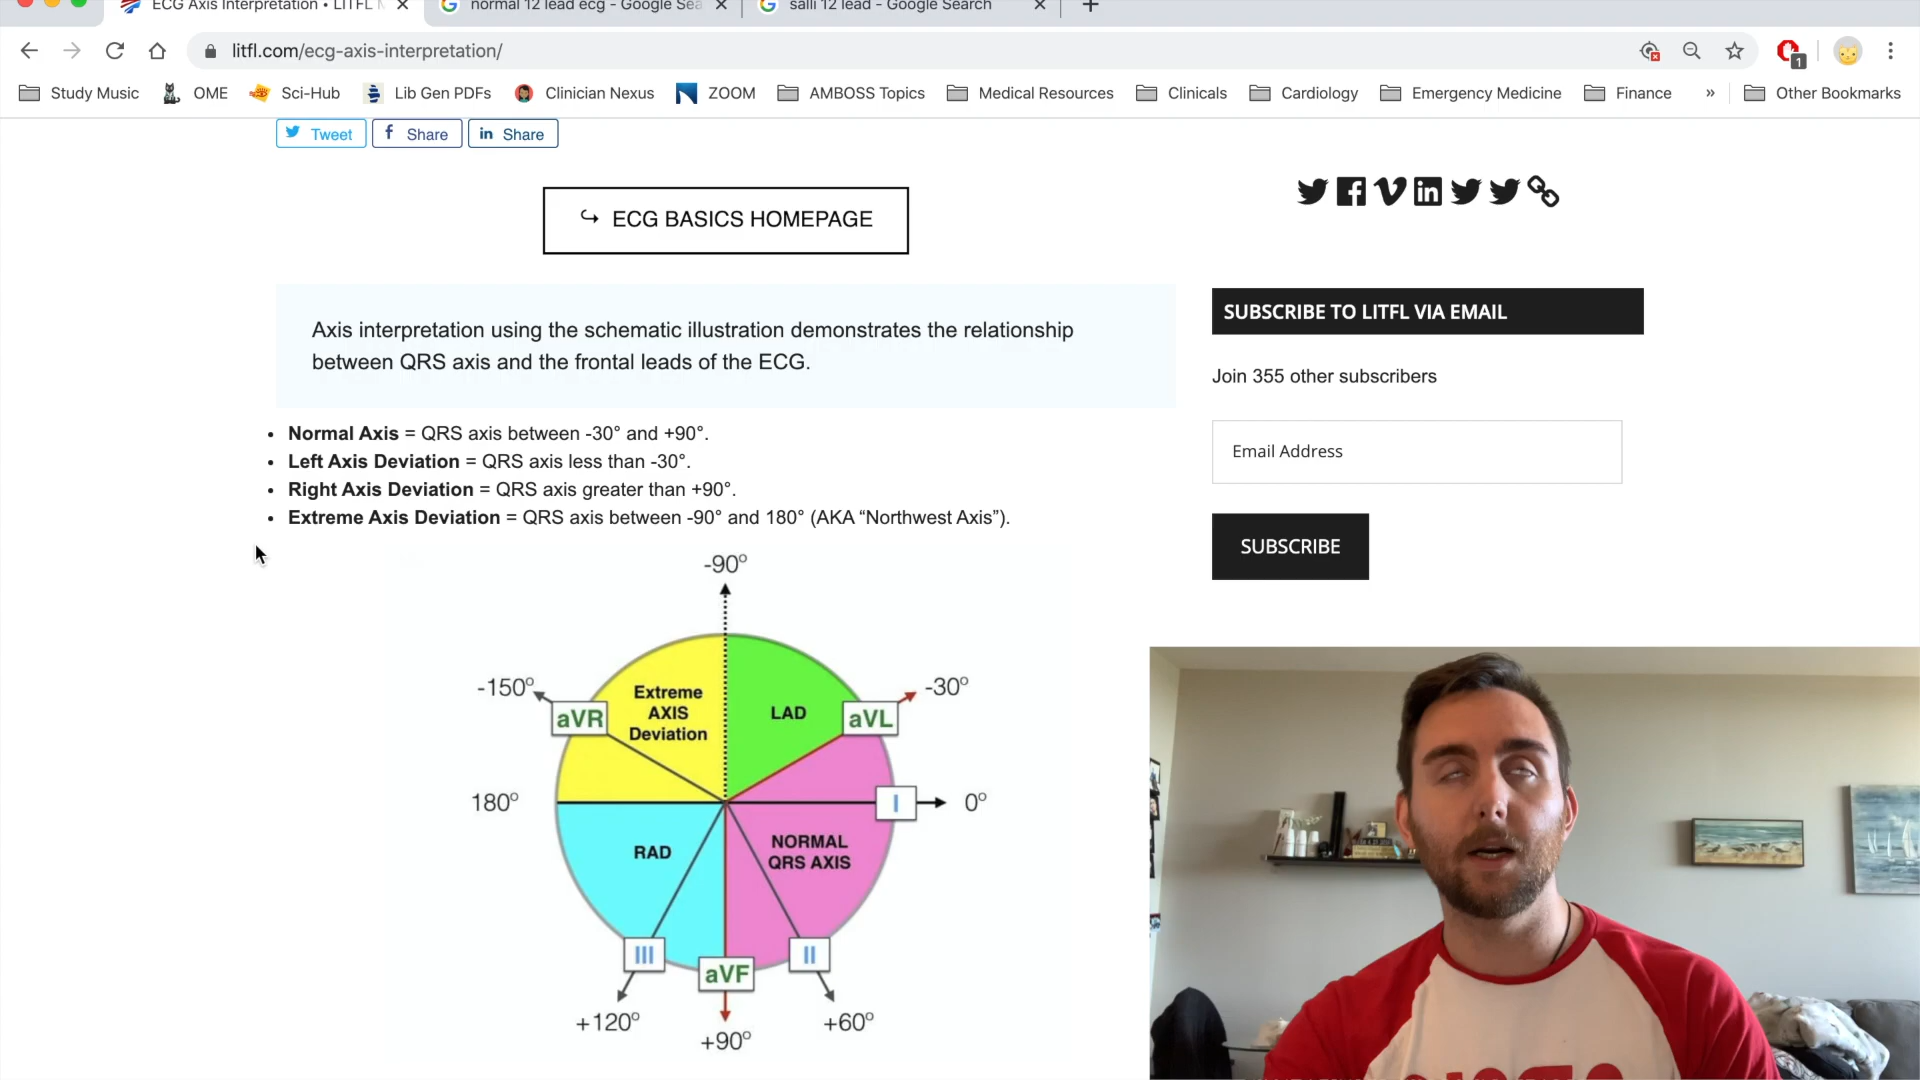 ECG Axis Interpretation • LITFL
normal 12 lead ecg - Google Sea
salli 12 lead - Google Search
litfl.com/ecg-axis-interpretation/
1
Study Music
OME
Sci-Hub
Lib Gen PDFs
Clinician Nexus
ZOOM
AMBOSS Topics
Medical Resources
Clinicals
Cardiology
Emergency Medicine
Finance
»
Other Bookmarks
Tweet
Share
Share
ECG BASICS HOMEPAGE
Axis interpretation using the schematic illustration demonstrates the relationship
between QRS axis and the frontal leads of the ECG.
• Normal Axis = QRS axis between -30° and +90°.
• Left Axis Deviation = QRS axis less than -30°.
• Right Axis Deviation = QRS axis greater than +90°.
• Extreme Axis Deviation = QRS axis between -90° and 180° (AKA “Northwest Axis”).
-90°
-150°
aVR
Extreme
AXIS
Deviation
LAD
aVL
-30°
180°
I
0°
RAD
NORMAL
QRS AXIS
III
aVF
II
+120°
+90°
+60°
SUBSCRIBE TO LITFL VIA EMAIL
Join 355 other subscribers
Email Address
SUBSCRIBE